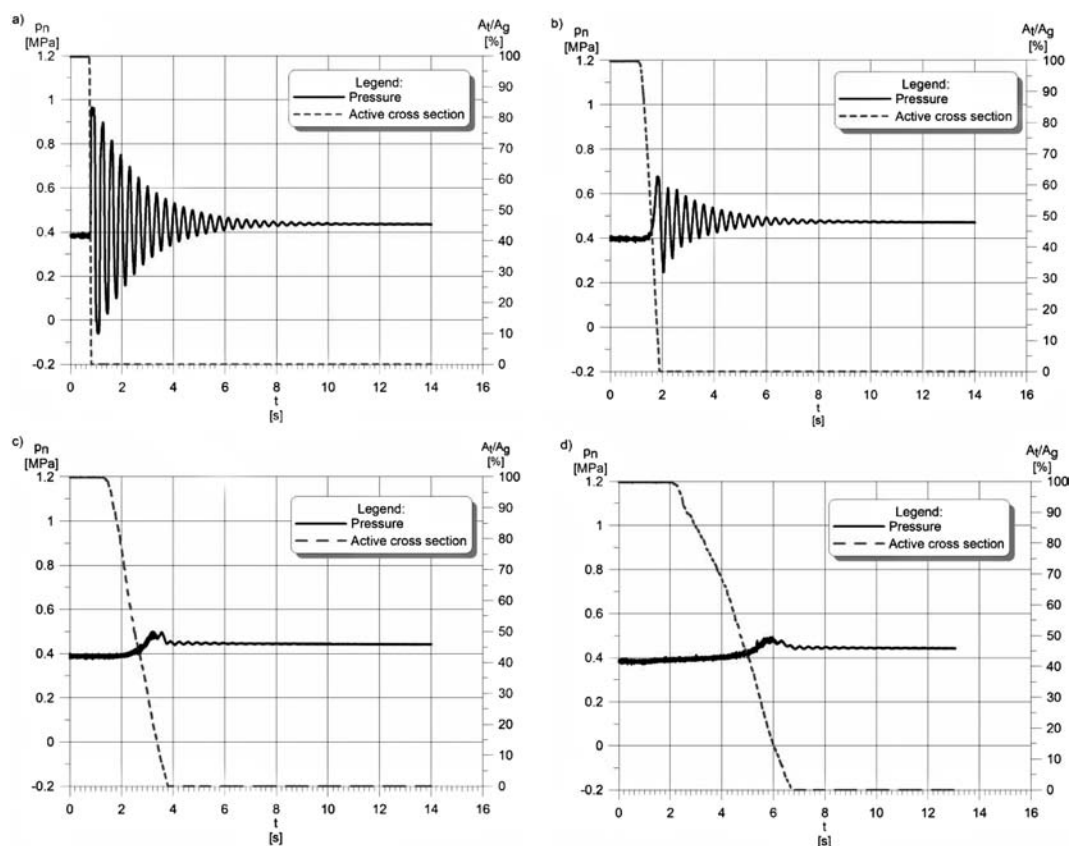 a)
pn
[MPa]
At/Ag
[%]
1.2
1
0.8
0.6
0.4
0.2
0
-0.2
100
90
80
70
60
50
40
30
20
10
0
Legend:
Pressure
Active cross section
0 2 4 6 8 10 12 14 16
t
[s]
b)
pn
[MPa]
At/Ag
[%]
1.2
1
0.8
0.6
0.4
0.2
0
-0.2
100
90
80
70
60
50
40
30
20
10
0
Legend:
Pressure
Active cross section
0 2 4 6 8 10 12 14 16
t
[s]
c)
pn
[MPa]
At/Ag
[%]
1.2
1
0.8
0.6
0.4
0.2
0
-0.2
100
90
80
70
60
50
40
30
20
10
0
Legend:
Pressure
Active cross section
0 2 4 6 8 10 12 14 16
t
[s]
d)
pn
[MPa]
At/Ag
[%]
1.2
1
0.8
0.6
0.4
0.2
0
-0.2
100
90
80
70
60
50
40
30
20
10
0
Legend:
Pressure
Active cross section
0 2 4 6 8 10 12 14 16
t
[s]